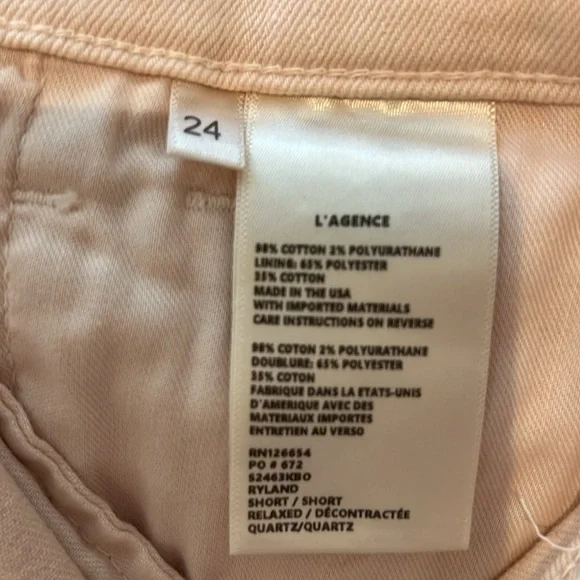 24
L'AGENCE
98% COTTON 2% POLYURATHANE
LINING: 65% POLYESTER
35% COTTON
MADE IN THE USA
WITH IMPORTED MATERIALS
CARE INSTRUCTIONS ON REVERSE
98% COTON 2% POLYURATHANE
DOUBLURE: 65% POLYESTER
35% COTON
FABRIQUE DANS LA ETATS-UNIS
D'AMERIQUE AVEC DES
MATERIAUX IMPORTES
ENTRETIEN AU VERSO
RN126654
PO # 672
S2463KBO
RYLAND
SHORT / SHORT
RELAXED / DÉCONTRACTÉE
QUARTZ/QUARTZ